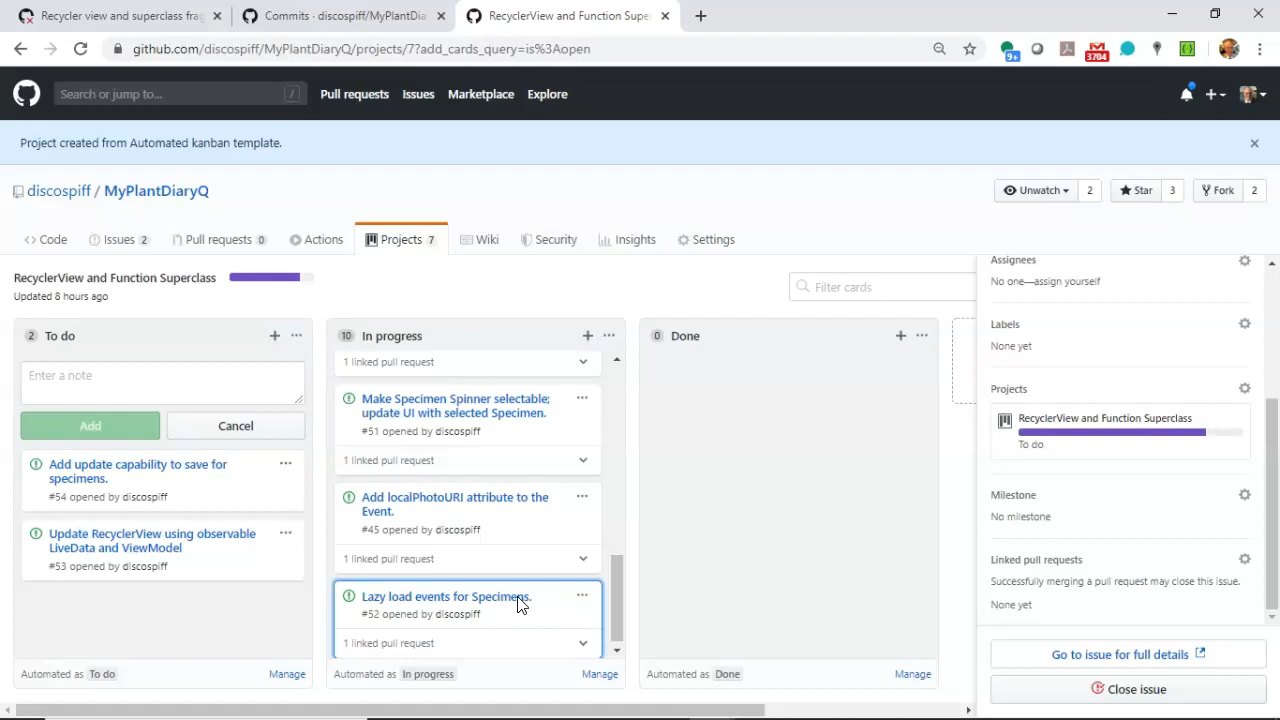 Recycler view and superclass frag
Commits · discospiff/MyPlantDia
RecyclerView and Function Supe
github.com/discospiff/MyPlantDiaryQ/projects/7?add_cards_query=is%3Aopen
9+
3704
Search or jump to...
/
Pull requests
Issues
Marketplace
Explore
Project created from Automated kanban template.
discospiff / MyPlantDiaryQ
Unwatch 2
Star 3
Fork 2
Code
Issues 2
Pull requests 0
Actions
Projects 7
Wiki
Security
Insights
Settings
RecyclerView and Function Superclass
Updated 8 hours ago
Filter cards
2 To do
Enter a note
Add
Cancel
Add update capability to save for
specimens.
#54 opened by discospiff
Update RecyclerView using observable
LiveData and ViewModel
#53 opened by discospiff
Automated as To do
Manage
10 In progress
1 linked pull request
Make Specimen Spinner selectable;
update UI with selected Specimen.
#51 opened by discospiff
1 linked pull request
Add localPhotoURI attribute to the
Event.
#45 opened by discospiff
1 linked pull request
Lazy load events for Specimens.
#52 opened by discospiff
1 linked pull request
Automated as In progress
Manage
0 Done
Automated as Done
Manage
Assignees
No one—assign yourself
Labels
None yet
Projects
RecyclerView and Function Superclass
To do
Milestone
No milestone
Linked pull requests
Successfully merging a pull request may close this issue.
None yet
Go to issue for full details
Close issue